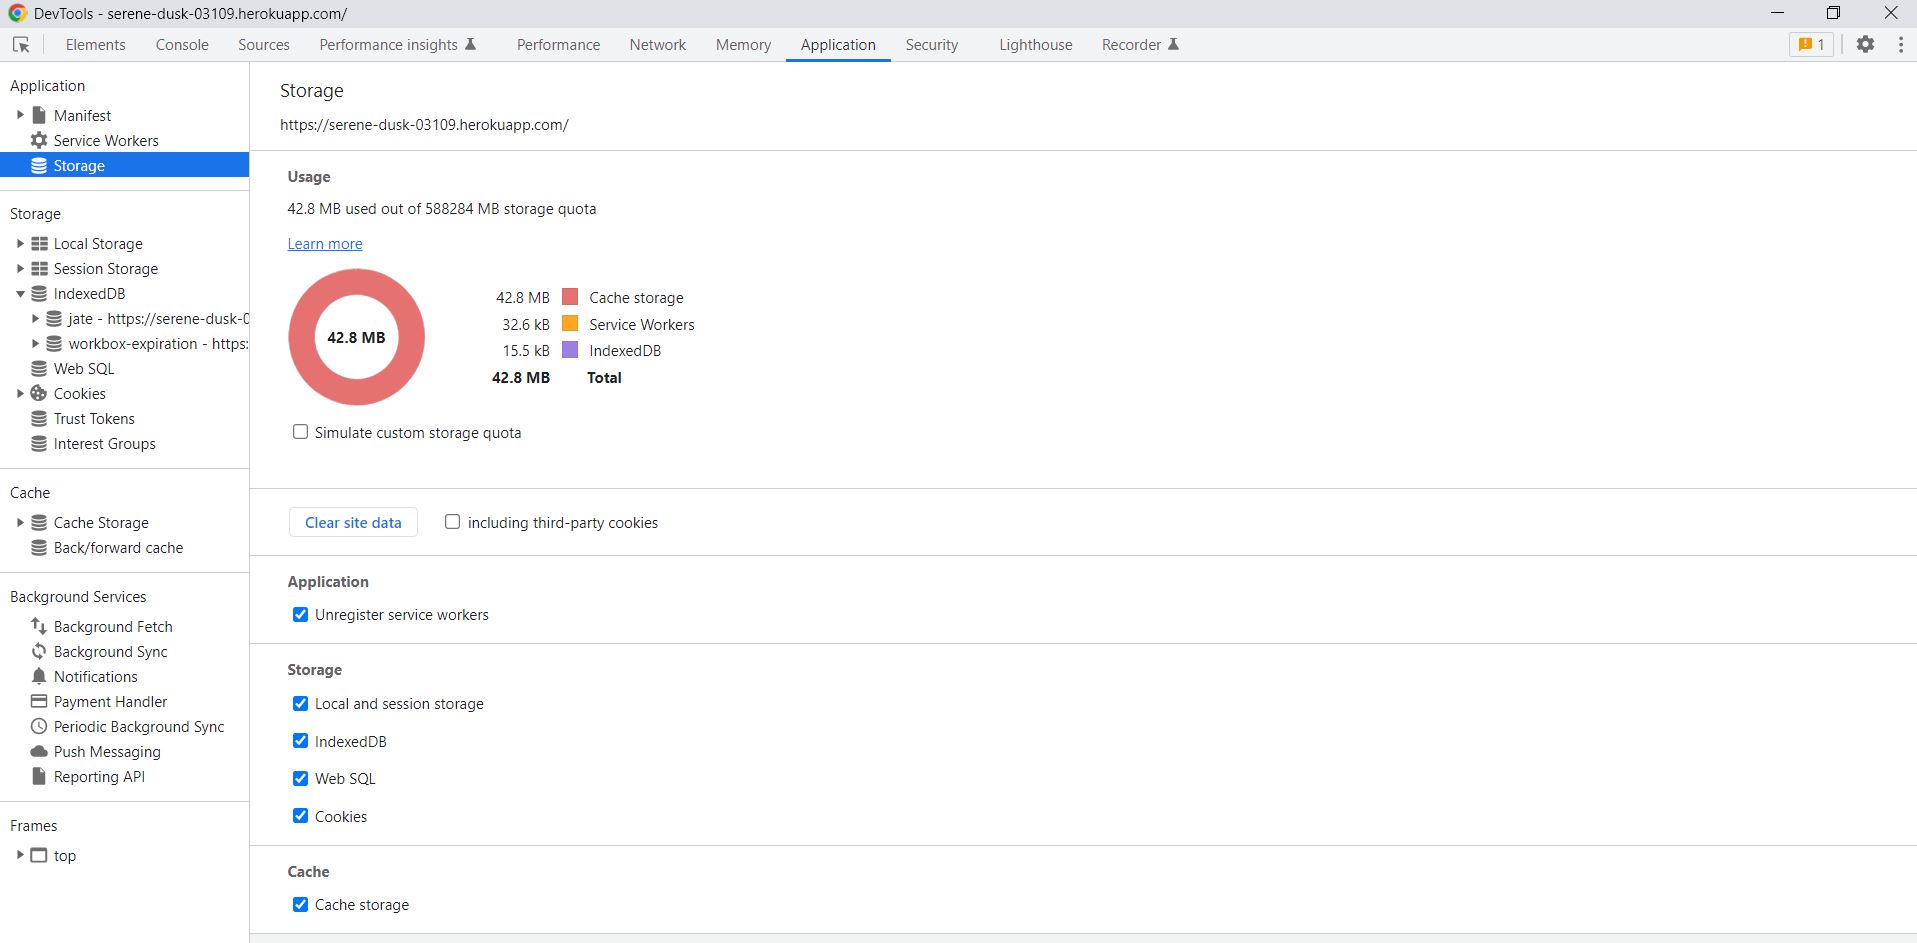 DevTools - serene-dusk-03109.herokuapp.com/
Elements Console Sources Performance insights Performance Network Memory Application Security Lighthouse Recorder 1
Application
Manifest
Service Workers
Storage
Storage
Local Storage
Session Storage
IndexedDB
jate - https://serene-dusk-0
workbox-expiration - https:
Web SQL
Cookies
Trust Tokens
Interest Groups
Cache
Cache Storage
Back/forward cache
Background Services
Background Fetch
Background Sync
Notifications
Payment Handler
Periodic Background Sync
Push Messaging
Reporting API
Frames
top
Storage
https://serene-dusk-03109.herokuapp.com/
Usage
42.8 MB used out of 588284 MB storage quota
Learn more
42.8 MB
42.8 MB Cache storage
32.6 kB Service Workers
15.5 kB IndexedDB
42.8 MB Total
Simulate custom storage quota
Clear site data including third-party cookies
Application
Unregister service workers
Storage
Local and session storage
IndexedDB
Web SQL
Cookies
Cache
Cache storage